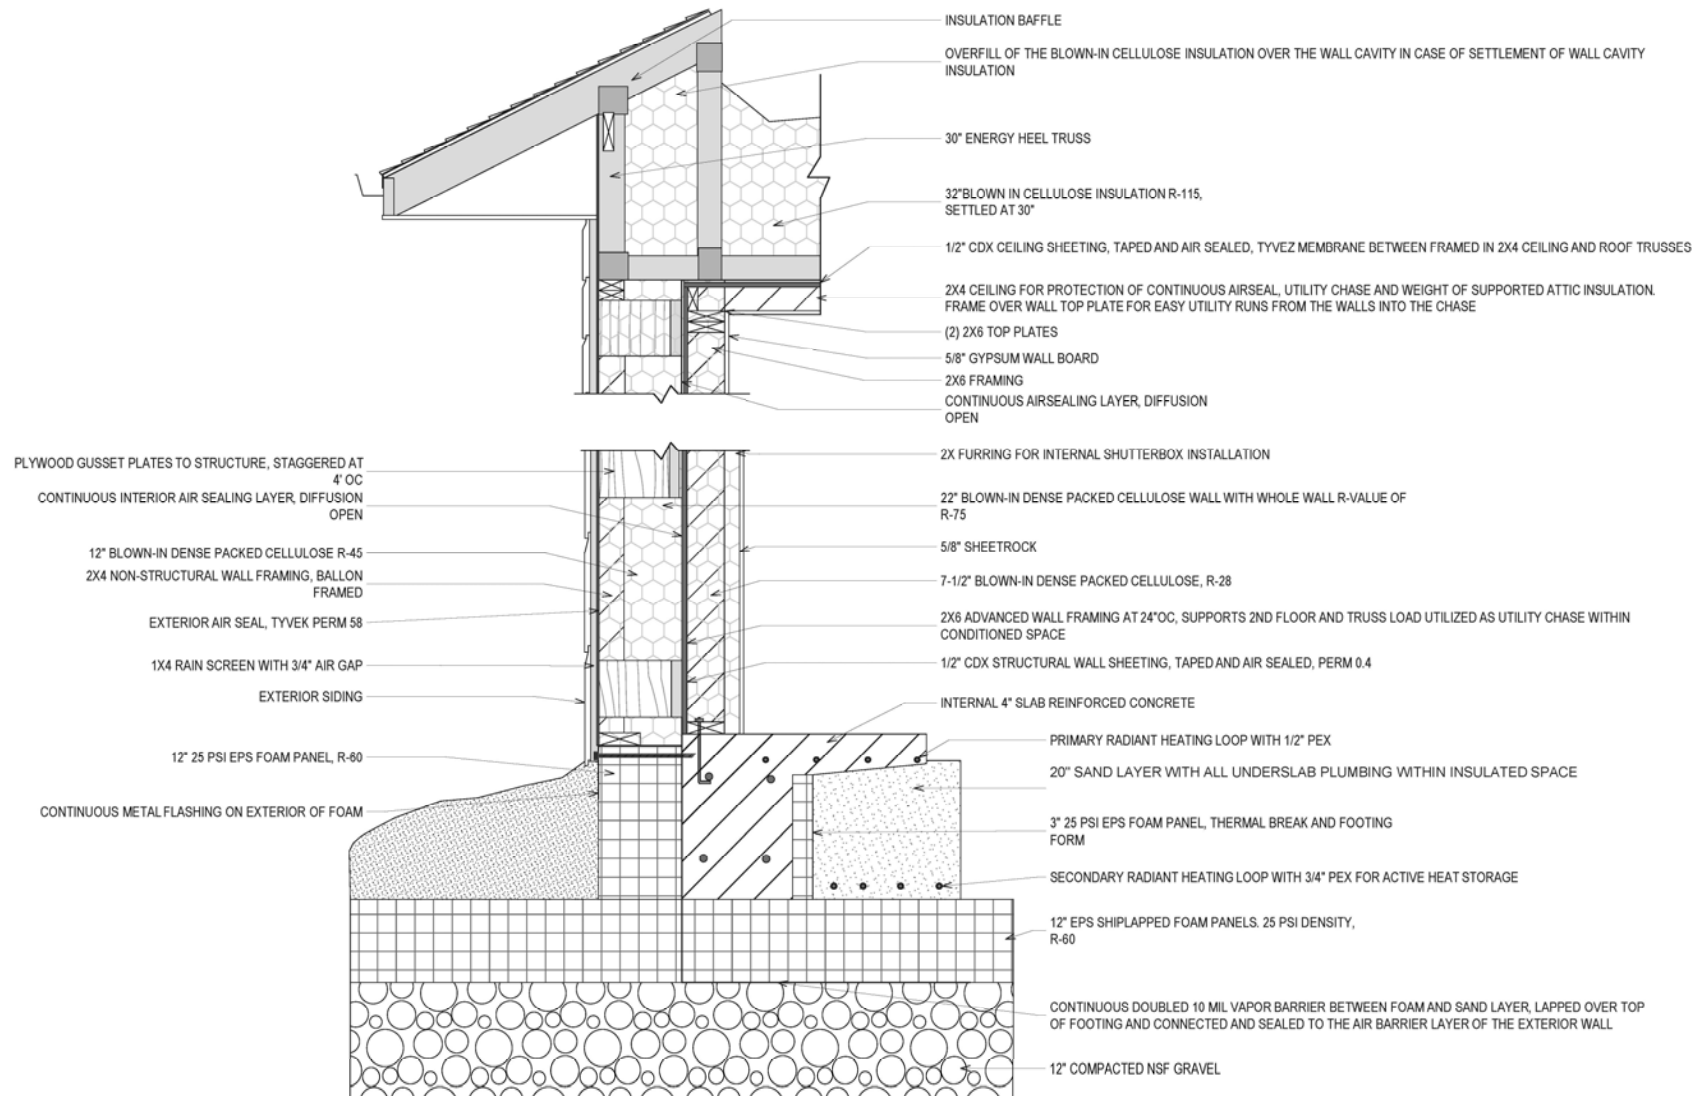 INSULATION BAFFLE
OVERFILL OF THE BLOWN-IN CELLULOSE INSULATION OVER THE WALL CAVITY IN CASE OF SETTLEMENT OF WALL CAVITY
INSULATION
30" ENERGY HEEL TRUSS
32"BLOWN IN CELLULOSE INSULATION R-115,
SETTLED AT 30"
1/2" CDX CEILING SHEETING, TAPED AND AIR SEALED, TYVEZ MEMBRANE BETWEEN FRAMED IN 2X4 CEILING AND ROOF TRUSSES
2X4 CEILING FOR PROTECTION OF CONTINUOUS AIRSEAL, UTILITY CHASE AND WEIGHT OF SUPPORTED ATTIC INSULATION.
FRAME OVER WALL TOP PLATE FOR EASY UTILITY RUNS FROM THE WALLS INTO THE CHASE
(2) 2X6 TOP PLATES
5/8" GYPSUM WALL BOARD
2X6 FRAMING
CONTINUOUS AIRSEALING LAYER, DIFFUSION
OPEN
PLYWOOD GUSSET PLATES TO STRUCTURE, STAGGERED AT
4' OC
CONTINUOUS INTERIOR AIR SEALING LAYER, DIFFUSION
OPEN
12" BLOWN-IN DENSE PACKED CELLULOSE R-45
2X4 NON-STRUCTURAL WALL FRAMING, BALLON
FRAMED
EXTERIOR AIR SEAL, TYVEK PERM 58
1X4 RAIN SCREEN WITH 3/4" AIR GAP
EXTERIOR SIDING
12" 25 PSI EPS FOAM PANEL, R-60
CONTINUOUS METAL FLASHING ON EXTERIOR OF FOAM
2X FURRING FOR INTERNAL SHUTTERBOX INSTALLATION
22" BLOWN-IN DENSE PACKED CELLULOSE WALL WITH WHOLE WALL R-VALUE OF
R-75
5/8" SHEETROCK
7-1/2" BLOWN-IN DENSE PACKED CELLULOSE, R-28
2X6 ADVANCED WALL FRAMING AT 24"OC, SUPPORTS 2ND FLOOR AND TRUSS LOAD UTILIZED AS UTILITY CHASE WITHIN
CONDITIONED SPACE
1/2" CDX STRUCTURAL WALL SHEETING, TAPED AND AIR SEALED, PERM 0.4
INTERNAL 4" SLAB REINFORCED CONCRETE
PRIMARY RADIANT HEATING LOOP WITH 1/2" PEX
20" SAND LAYER WITH ALL UNDERSLAB PLUMBING WITHIN INSULATED SPACE
3" 25 PSI EPS FOAM PANEL, THERMAL BREAK AND FOOTING
FORM
SECONDARY RADIANT HEATING LOOP WITH 3/4" PEX FOR ACTIVE HEAT STORAGE
12" EPS SHIPLAPPED FOAM PANELS. 25 PSI DENSITY,
R-60
CONTINUOUS DOUBLED 10 MIL VAPOR BARRIER BETWEEN FOAM AND SAND LAYER, LAPPED OVER TOP
OF FOOTING AND CONNECTED AND SEALED TO THE AIR BARRIER LAYER OF THE EXTERIOR WALL
12" COMPACTED NSF GRAVEL